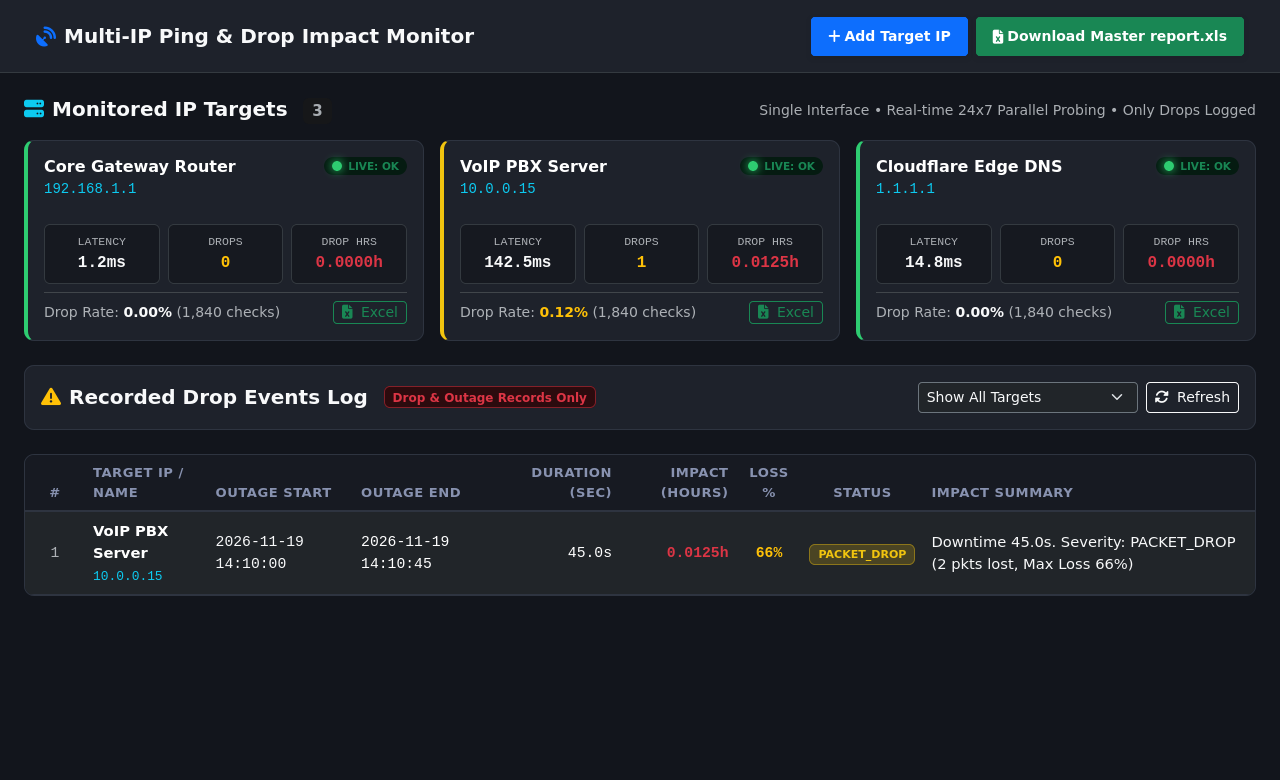 Multi-IP Ping & Drop Impact Monitor
Add Target IP
Download Master report.xls
Monitored IP Targets 3
Single Interface • Real-time 24x7 Parallel Probing • Only Drops Logged
Core Gateway Router
LIVE: OK
192.168.1.1
LATENCY
1.2ms
DROPS
0
DROP HRS
0.0000h
Drop Rate: 0.00% (1,840 checks)
Excel
VoIP PBX Server
LIVE: OK
10.0.0.15
LATENCY
142.5ms
DROPS
1
DROP HRS
0.0125h
Drop Rate: 0.12% (1,840 checks)
Excel
Cloudflare Edge DNS
LIVE: OK
1.1.1.1
LATENCY
14.8ms
DROPS
0
DROP HRS
0.0000h
Drop Rate: 0.00% (1,840 checks)
Excel
Recorded Drop Events Log
Drop & Outage Records Only
Show All Targets
Refresh
#
TARGET IP /
NAME
OUTAGE START
OUTAGE END
DURATION
(SEC)
IMPACT
(HOURS)
LOSS
%
STATUS
IMPACT SUMMARY
1
VoIP PBX
Server
10.0.0.15
2026-11-19
14:10:00
2026-11-19
14:10:45
45.0s
0.0125h
66%
PACKET_DROP
Downtime 45.0s. Severity: PACKET_DROP
(2 pkts lost, Max Loss 66%)